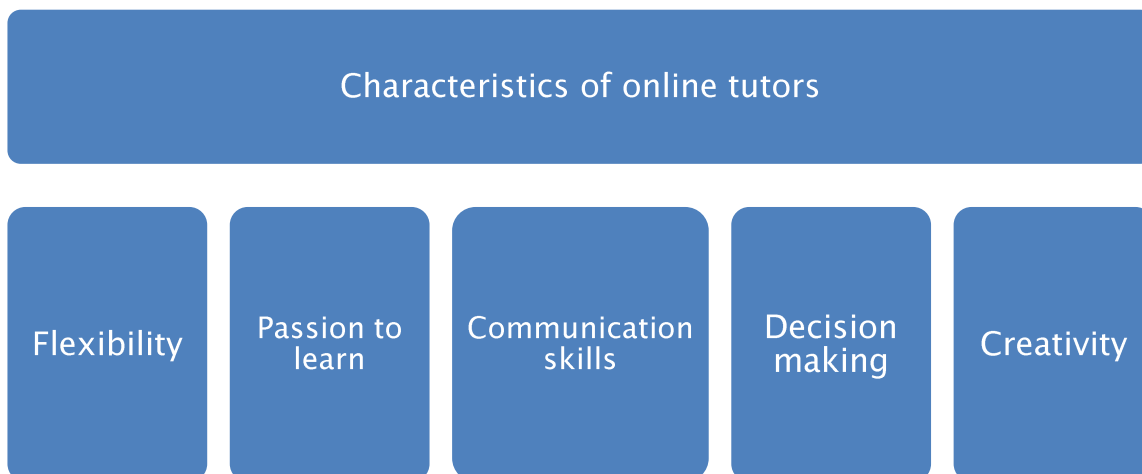 Characteristics of online tutors
Flexibility
Passion to
learn
Communication
skills
Decision
making
Creativity